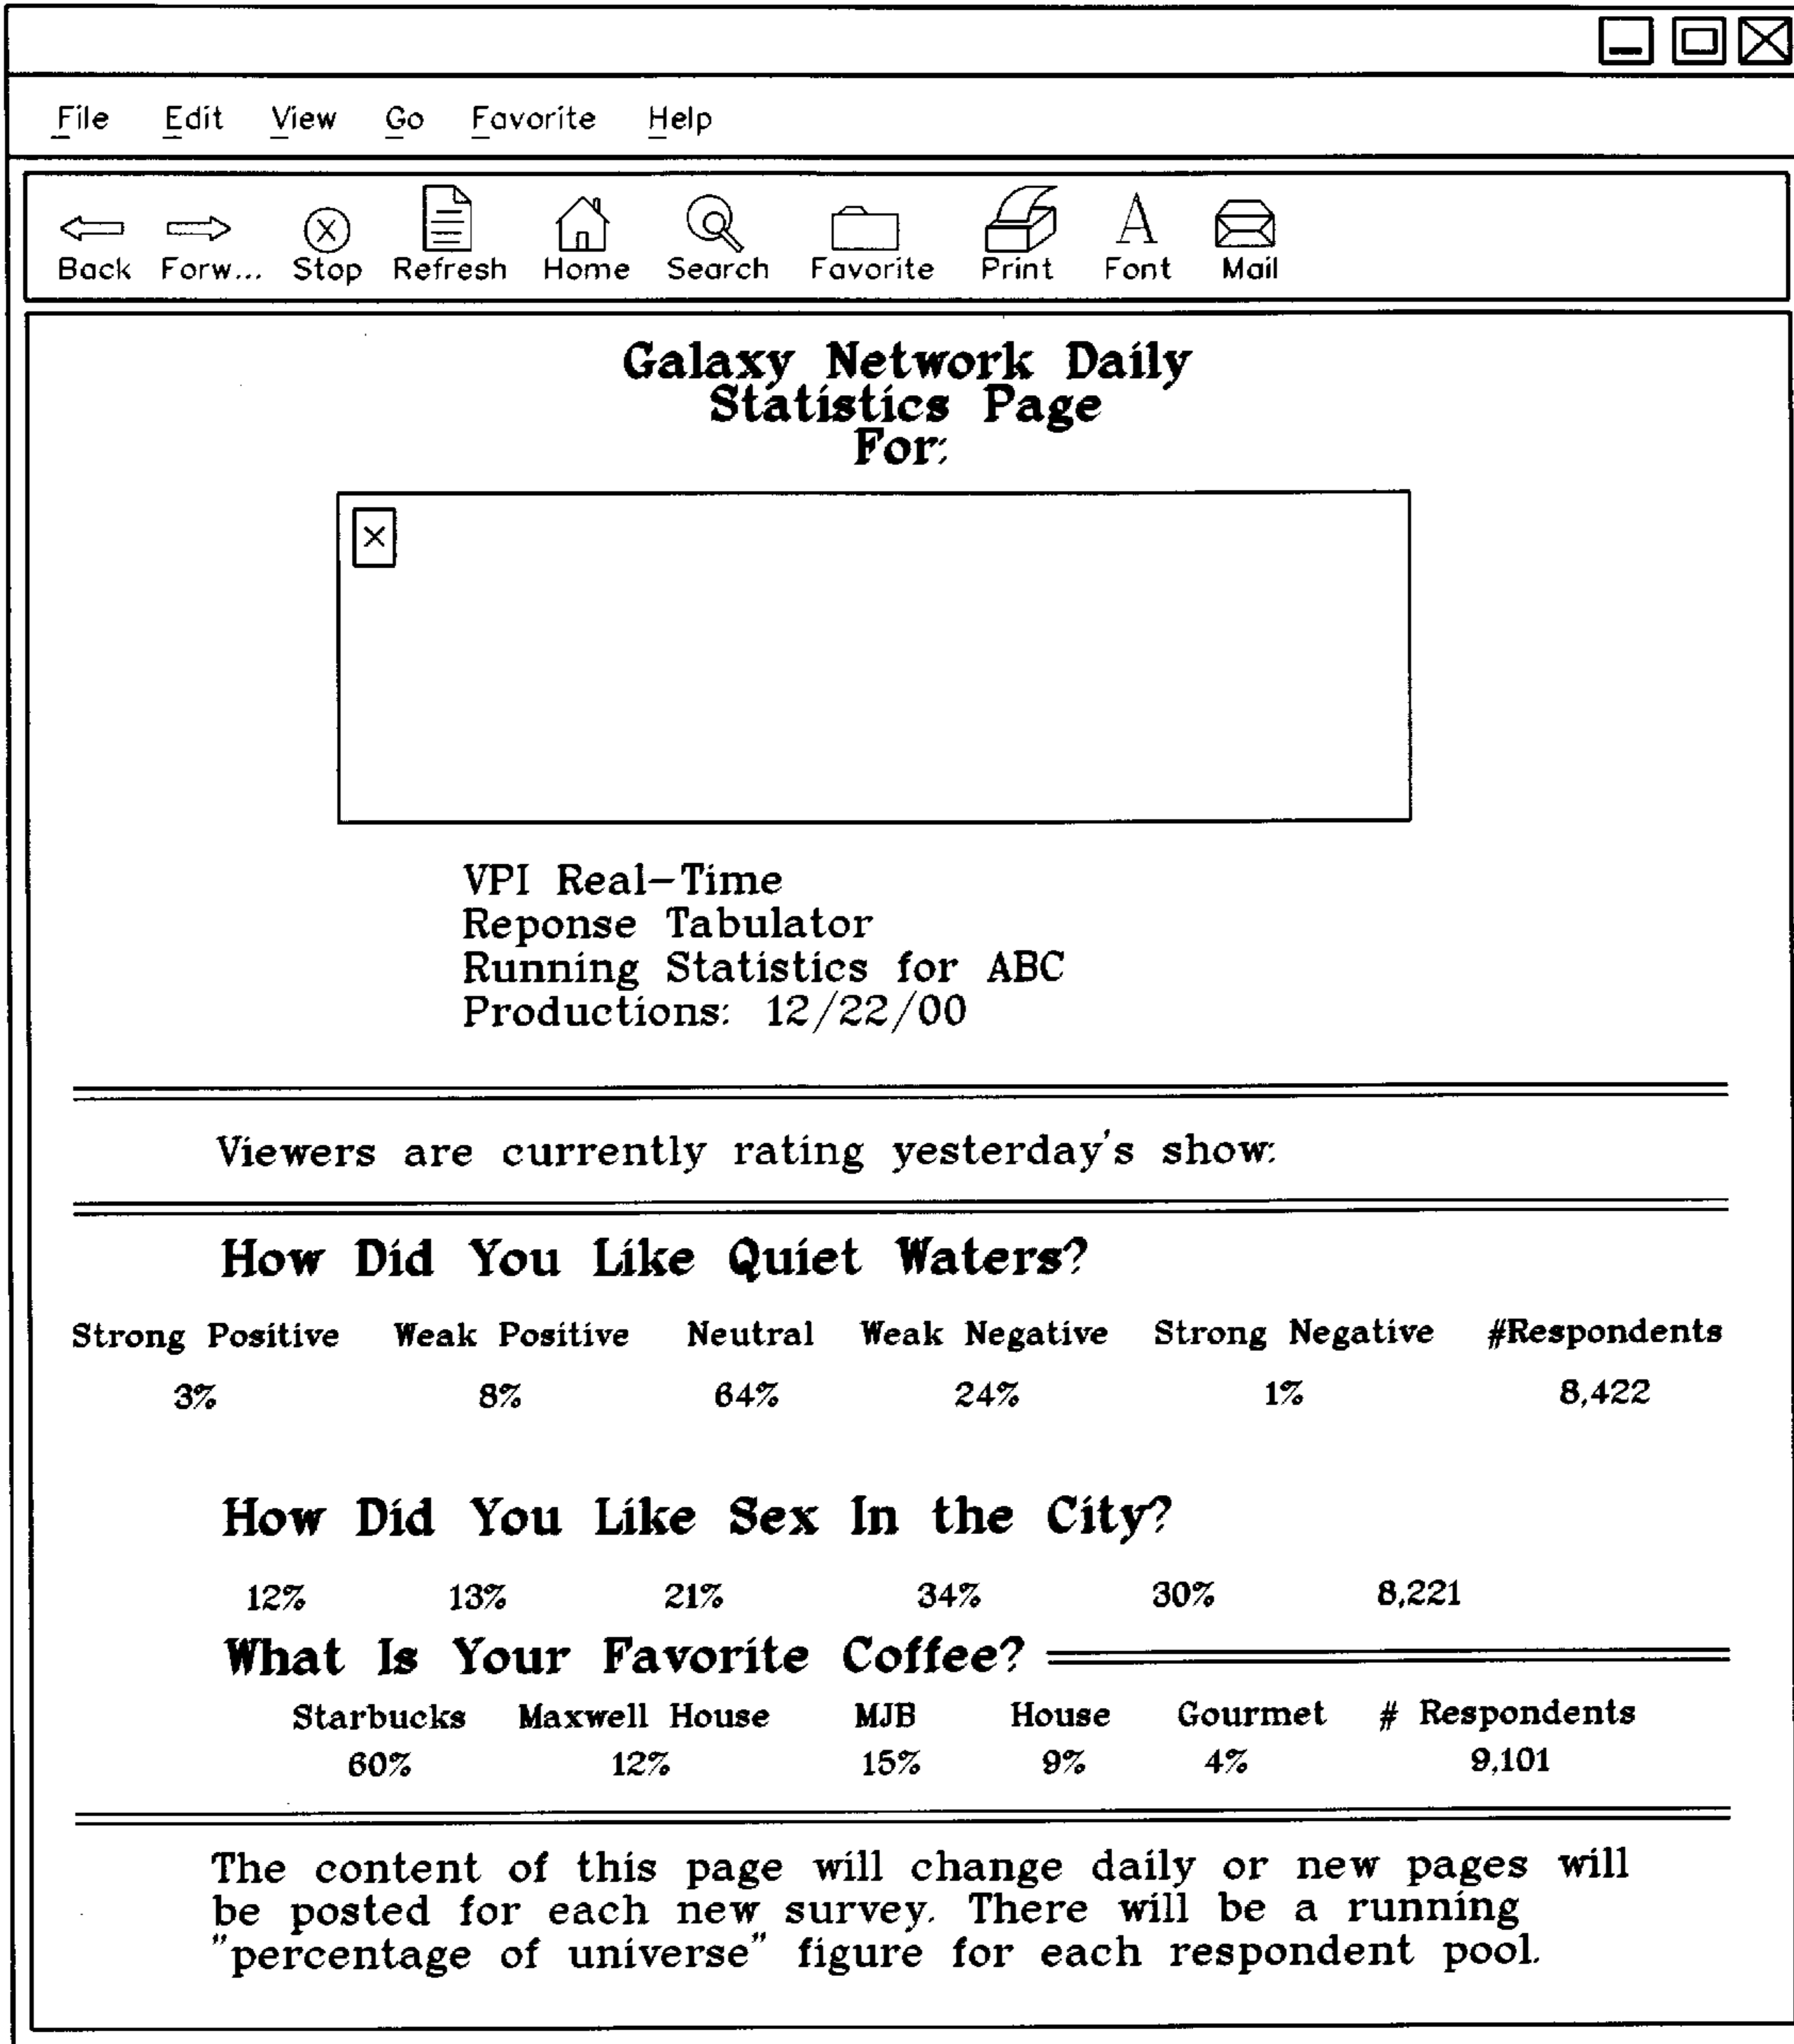 File Edit View Go Favorite Help
Back Forw... Stop Refresh Home Search Favorite Print Font Mail
Galaxy Network Daily
Statistics Page
For:
VPI Real-Time
Reponse Tabulator
Running Statistics for ABC
Productions: 12/22/00
Viewers are currently rating yesterday's show:
How Did You Like Quiet Waters?
Strong Positive Weak Positive Neutral Weak Negative Strong Negative #Respondents
3% 8% 64% 24% 1% 8,422
How Did You Like Sex In the City?
12% 13% 21% 34% 30% 8,221
What Is Your Favorite Coffee?
Starbucks Maxwell House MJB House Gourmet # Respondents
60% 12% 15% 9% 4% 9,101
The content of this page will change daily or new pages will
be posted for each new survey. There will be a running
"percentage of universe" figure for each respondent pool.